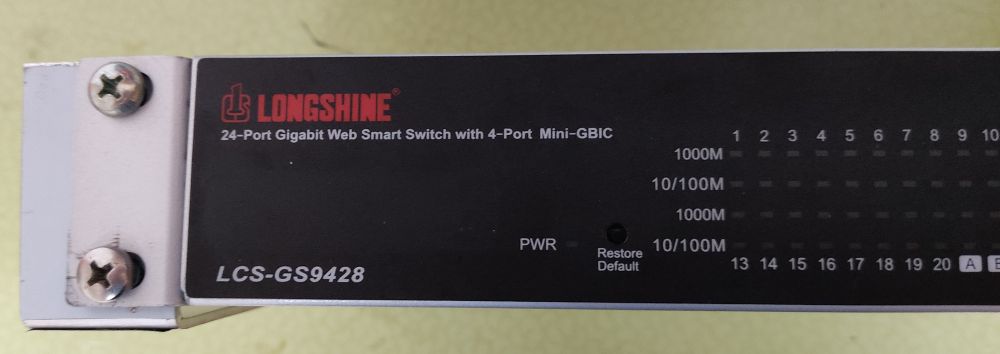 LONGSHINE®
24-Port Gigabit Web Smart Switch with 4-Port Mini-GBIC
1 2 3 4 5 6 7 8 9 10
1000M
10/100M
1000M
PWR
Restore
Default
10/100M
13 14 15 16 17 18 19 20 A
LCS-GS9428